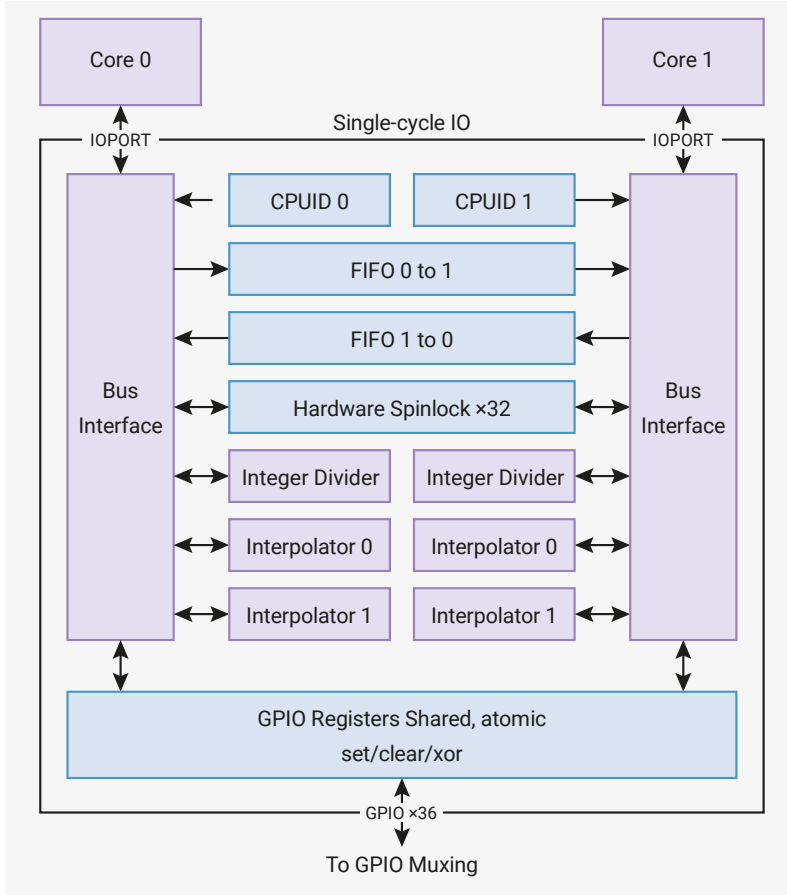 Core 0
Core 1
Single-cycle IO
IOPORT
IOPORT
CPUID 0
CPUID 1
FIFO 0 to 1
FIFO 1 to 0
Bus
Interface
Bus
Interface
Hardware Spinlock ×32
Integer Divider
Integer Divider
Interpolator 0
Interpolator 0
Interpolator 1
Interpolator 1
GPIO Registers Shared, atomic
set/clear/xor
GPIO ×36
To GPIO Muxing